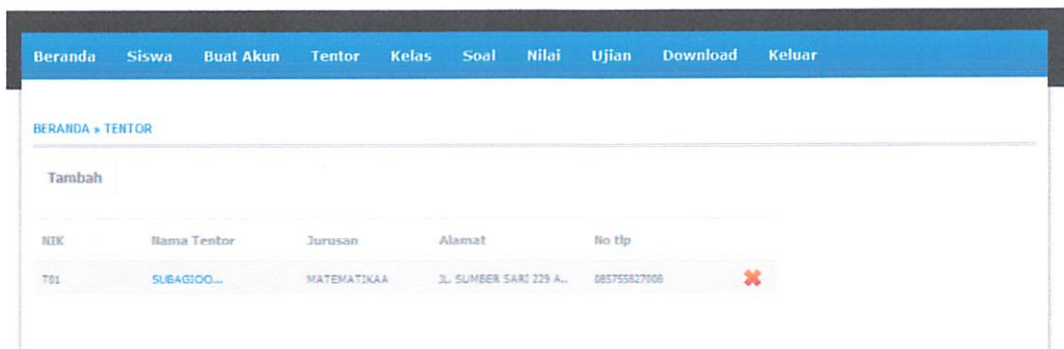 Beranda Siswa Buat Akun Tentor Kelas Soal Nilai Ujian Download Keluar
BERANDA » TENTOR
Tambah
NIK Nama Tentor Jurusan Alamat No tlp
T01 SUBAGIOO... MATEMATIKAA JL. SUMBER SARI 229 A.. 085755627008